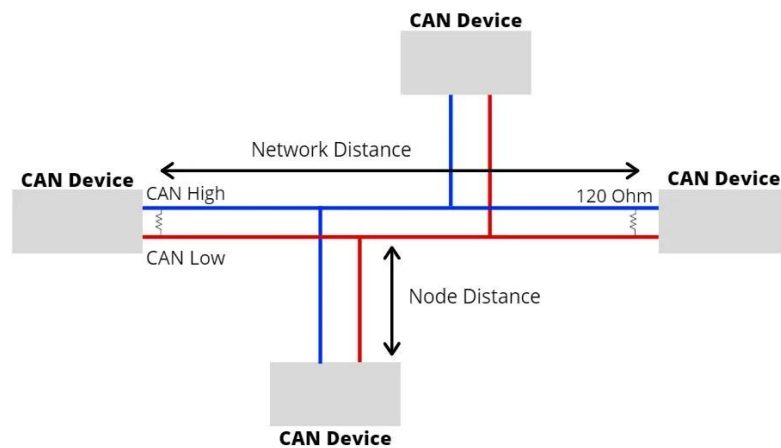 CAN Device
Network Distance
CAN Device
CAN Device
CAN High
120 Ohm
CAN Low
Node Distance
CAN Device